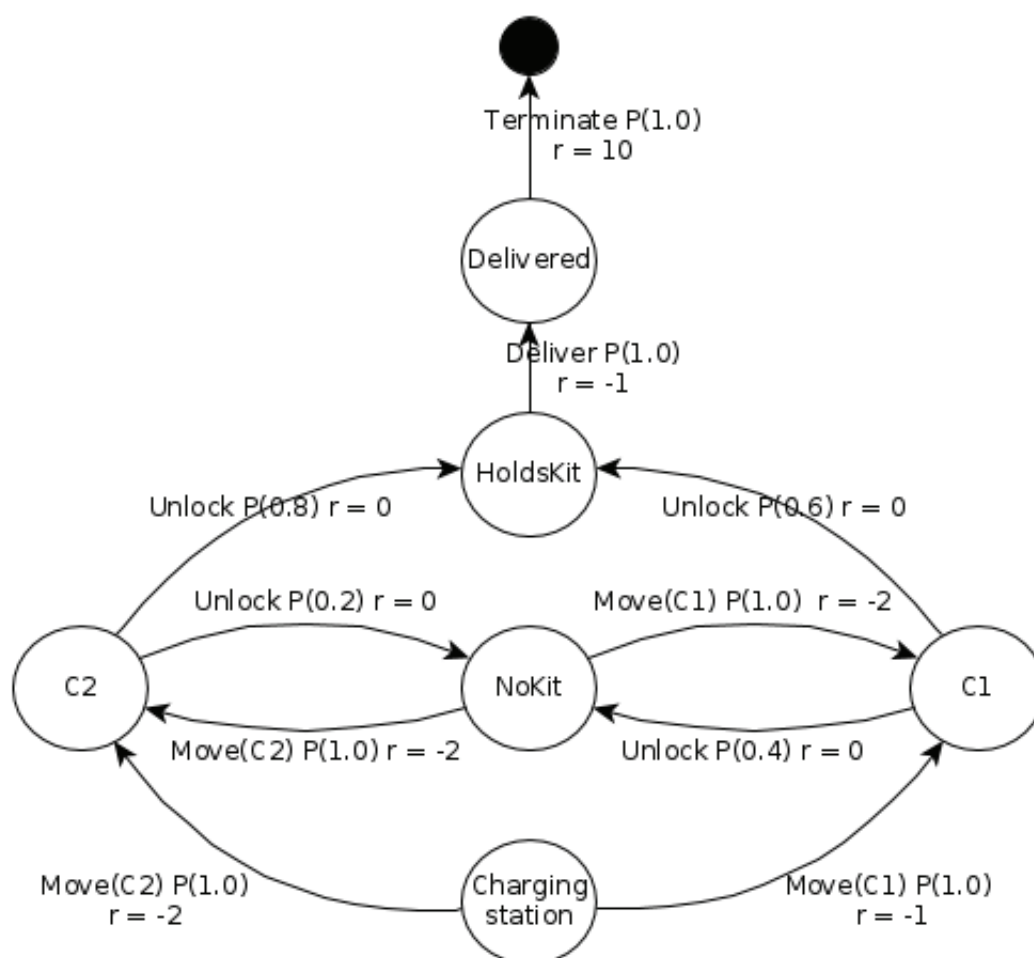 Terminate P(1.0)
r = 10
Delivered
Deliver P(1.0)
r = -1
HoldsKit
Unlock P(0.8) r = 0
Unlock P(0.6) r = 0
Unlock P(0.2) r = 0
Move(C1) P(1.0)  r = -2
C2
NoKit
C1
Move(C2) P(1.0) r = -2
Unlock P(0.4) r = 0
Move(C2) P(1.0)
r = -2
Charging
station
Move(C1) P(1.0)
r = -1